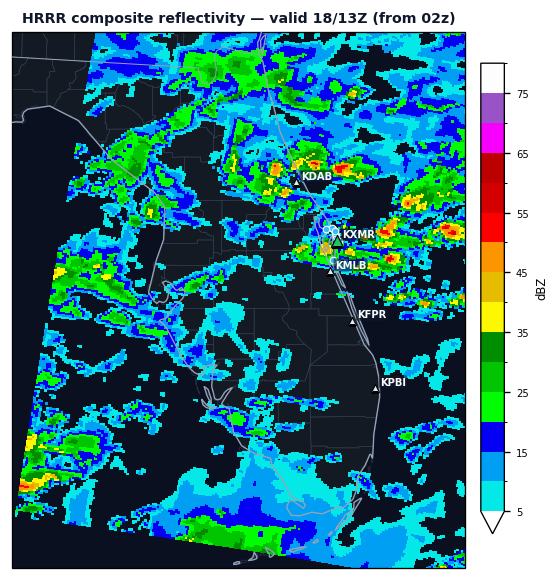 HRRR composite reflectivity — valid 18/13Z (from 02z)
75
65
55
45
35
25
15
5
dBZ
KDAB
KXMR
KMLB
KFPR
KPBI